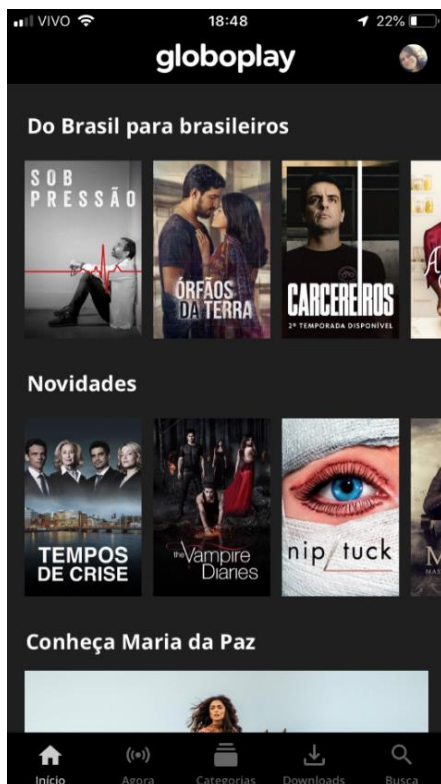 VIVO 18:48 22%
globoplay
Do Brasil para brasileiros
SOB
PRESSÃO
ÓRFÃOS
DA TERRA
CARCEREIROS
2ª TEMPORADA DISPONÍVEL
Novidades
TEMPOS
DE CRISE
the Vampire
Diaries
nip/tuck
Conheça Maria da Paz
Início Agora Categorias Downloads Busca